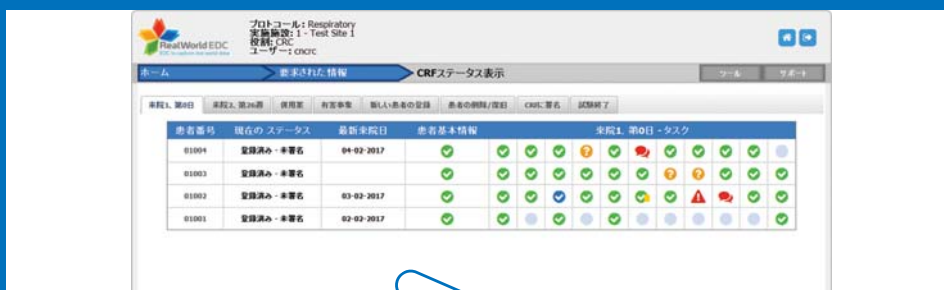 プロトコール: Respiratory
実施施設: 1 - Test Site 1
役割: CRC
ユーザー: cncrc
RealWorld EDC
ホーム 要求された情報 CRFステータス表示 ツール サポート
来院1, 第0日 来院2, 第26週 併用薬 有害事象 新しい患者の登録 患者の削除/復旧 CRFに署名 試験終了
患者番号 現在の ステータス 最新来院日 患者基本情報 来院1, 第0日 - タスク
01004 登録済み - 未署名 04-02-2017
01003 登録済み - 未署名
01002 登録済み - 未署名 03-02-2017
01001 登録済み - 未署名 02-02-2017